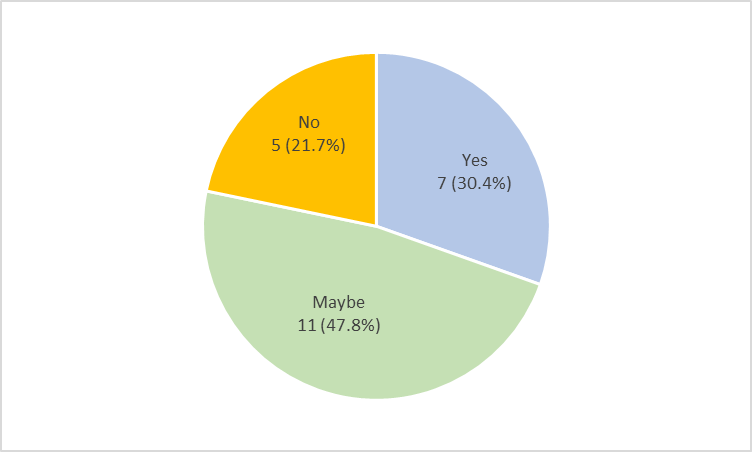 No
5 (21.7%)
Yes
7 (30.4%)
Maybe
11 (47.8%)